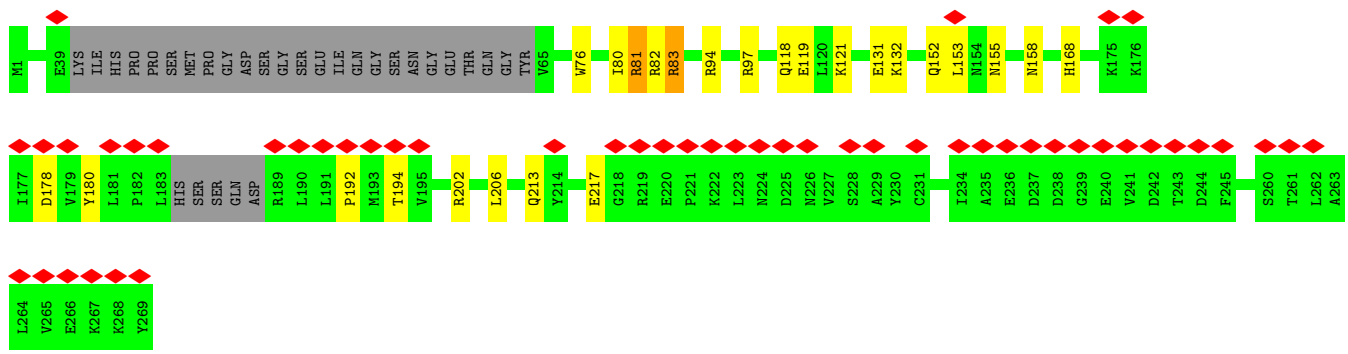 M1 E39 LYS ILE HIS PRO PRO SER MET PRO GLY ASP SER GLY SER GLU ILE GLN GLY SER ASN GLY GLU THR GLN GLY TYR V65 W76 I80 R81 R82 R83 R94 R97 Q118 E119 L120 K121 E131 K132 Q152 L153 N154 N155 N158 H168 K175 K176
I177 D178 V179 Y180 L181 P182 L183 HIS SER SER GLN ASP R189 L190 L191 P192 M193 T194 V195 R202 L206 Q213 Y214 E217 G218 R219 E220 P221 K222 L223 N224 D225 N226 V227 S228 A229 Y230 C231 I234 A235 E236 D237 D238 G239 E240 V241 D242 T243 D244 F245 S260 T261 L262 A263
L264 V265 E266 K267 K268 Y269